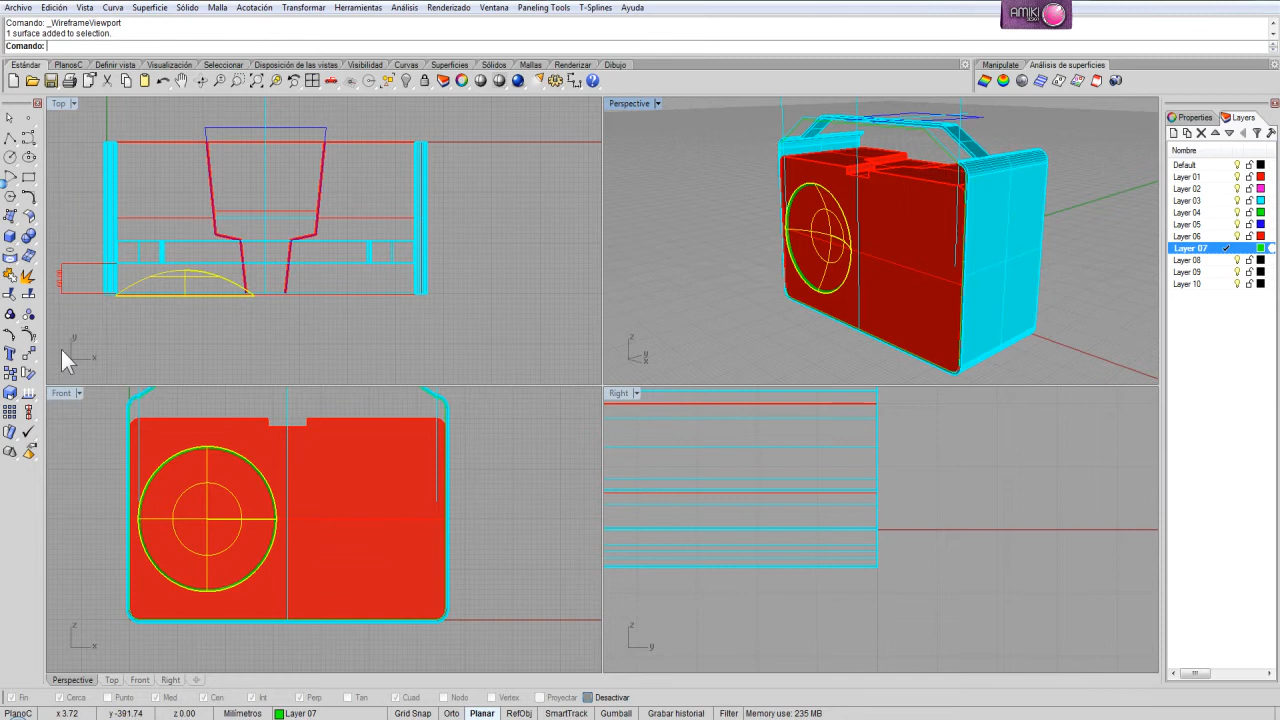 Archivo Edición Vista Curva Superficie Sólido Malla Acotación Transformar Herramientas Análisis Renderizado Ventana Paneling Tools T-Splines Ayuda
AMIKI
Comando: _WireframeViewport
1 surface added to selection.
Comando:
Estándar PlanosC Definir vista Visualización Seleccionar Disposición de las vistas Visibilidad Curvas Superficies Sólidos Mallas Renderizar Dibujo
Manipulate Análisis de superficies
Top
Perspective
Properties Layers
Nombre
Default
Layer 01
Layer 02
Layer 03
Layer 04
Layer 05
Layer 06
Layer 07
Layer 08
Layer 09
Layer 10
y
x
z
y
x
Front
Right
z
x
z
y
Perspective Top Front Right
Fin Cerca Punto Med Cen Int Perp Tan Cuad Nodo Vertex Proyectar Desactivar
PlanoC x 3.72 y -391.74 z 0.00 Milímetros Layer 07 Grid Snap Orto Planar RefObj SmartTrack Gumball Grabar historial Filter Memory use: 235 MB